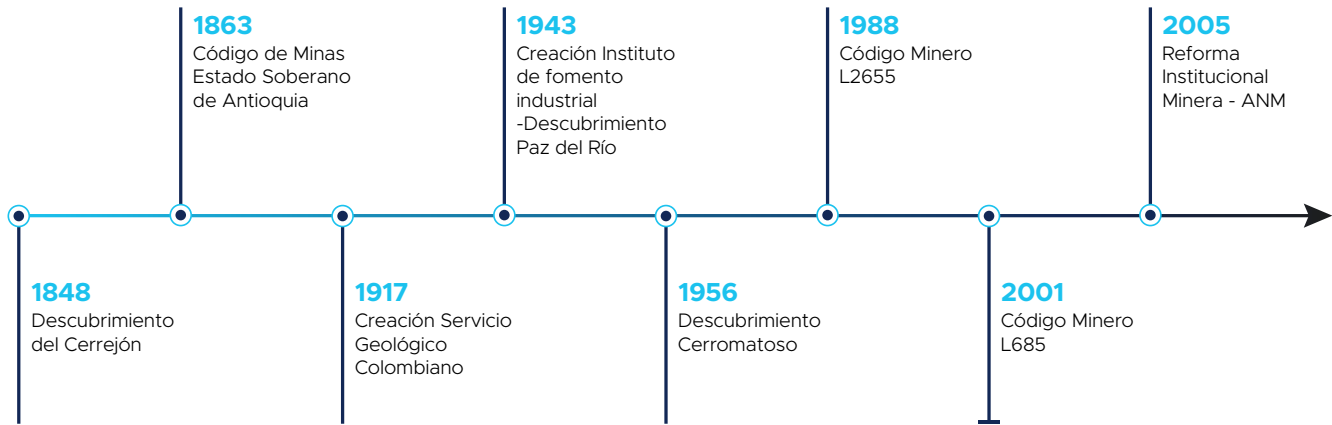 1863
Código de Minas
Estado Soberano
de Antioquia
1943
Creación Instituto
de fomento
industrial
-Descubrimiento
Paz del Río
1988
Código Minero
L2655
2005
Reforma
Institucional
Minera - ANM
1848
Descubrimiento
del Cerrejón
1917
Creación Servicio
Geológico
Colombiano
1956
Descubrimiento
Cerromatoso
2001
Código Minero
L685